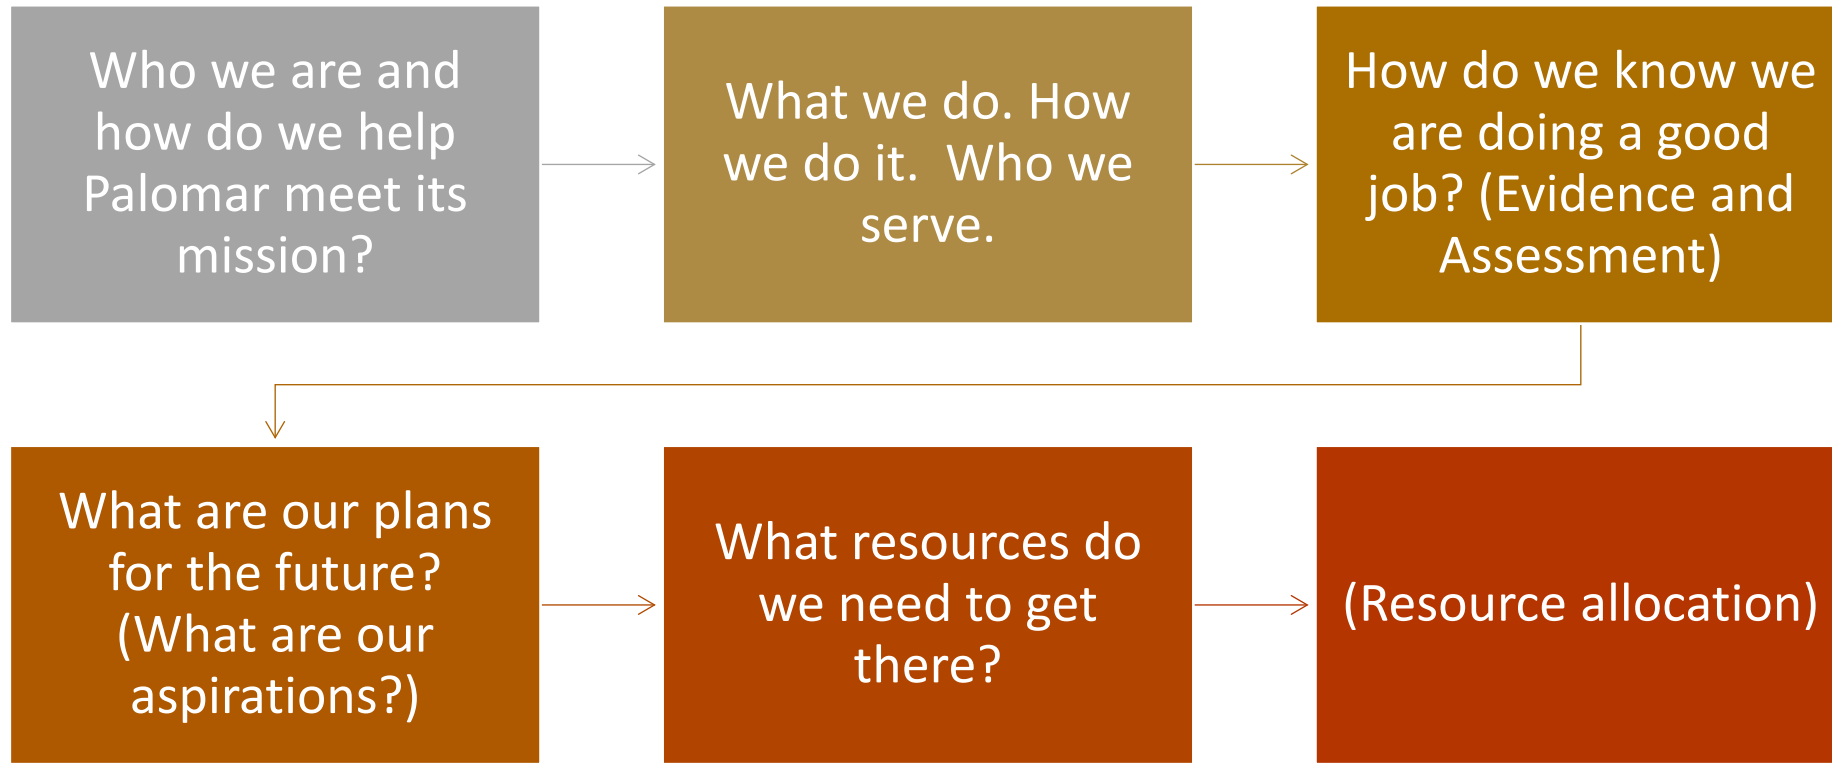 Who we are and
how do we help
Palomar meet its
mission?
What we do. How
we do it.  Who we
serve.
How do we know we
are doing a good
job? (Evidence and
Assessment)
What are our plans
for the future?
(What are our
aspirations?)
What resources do
we need to get
there?
(Resource allocation)